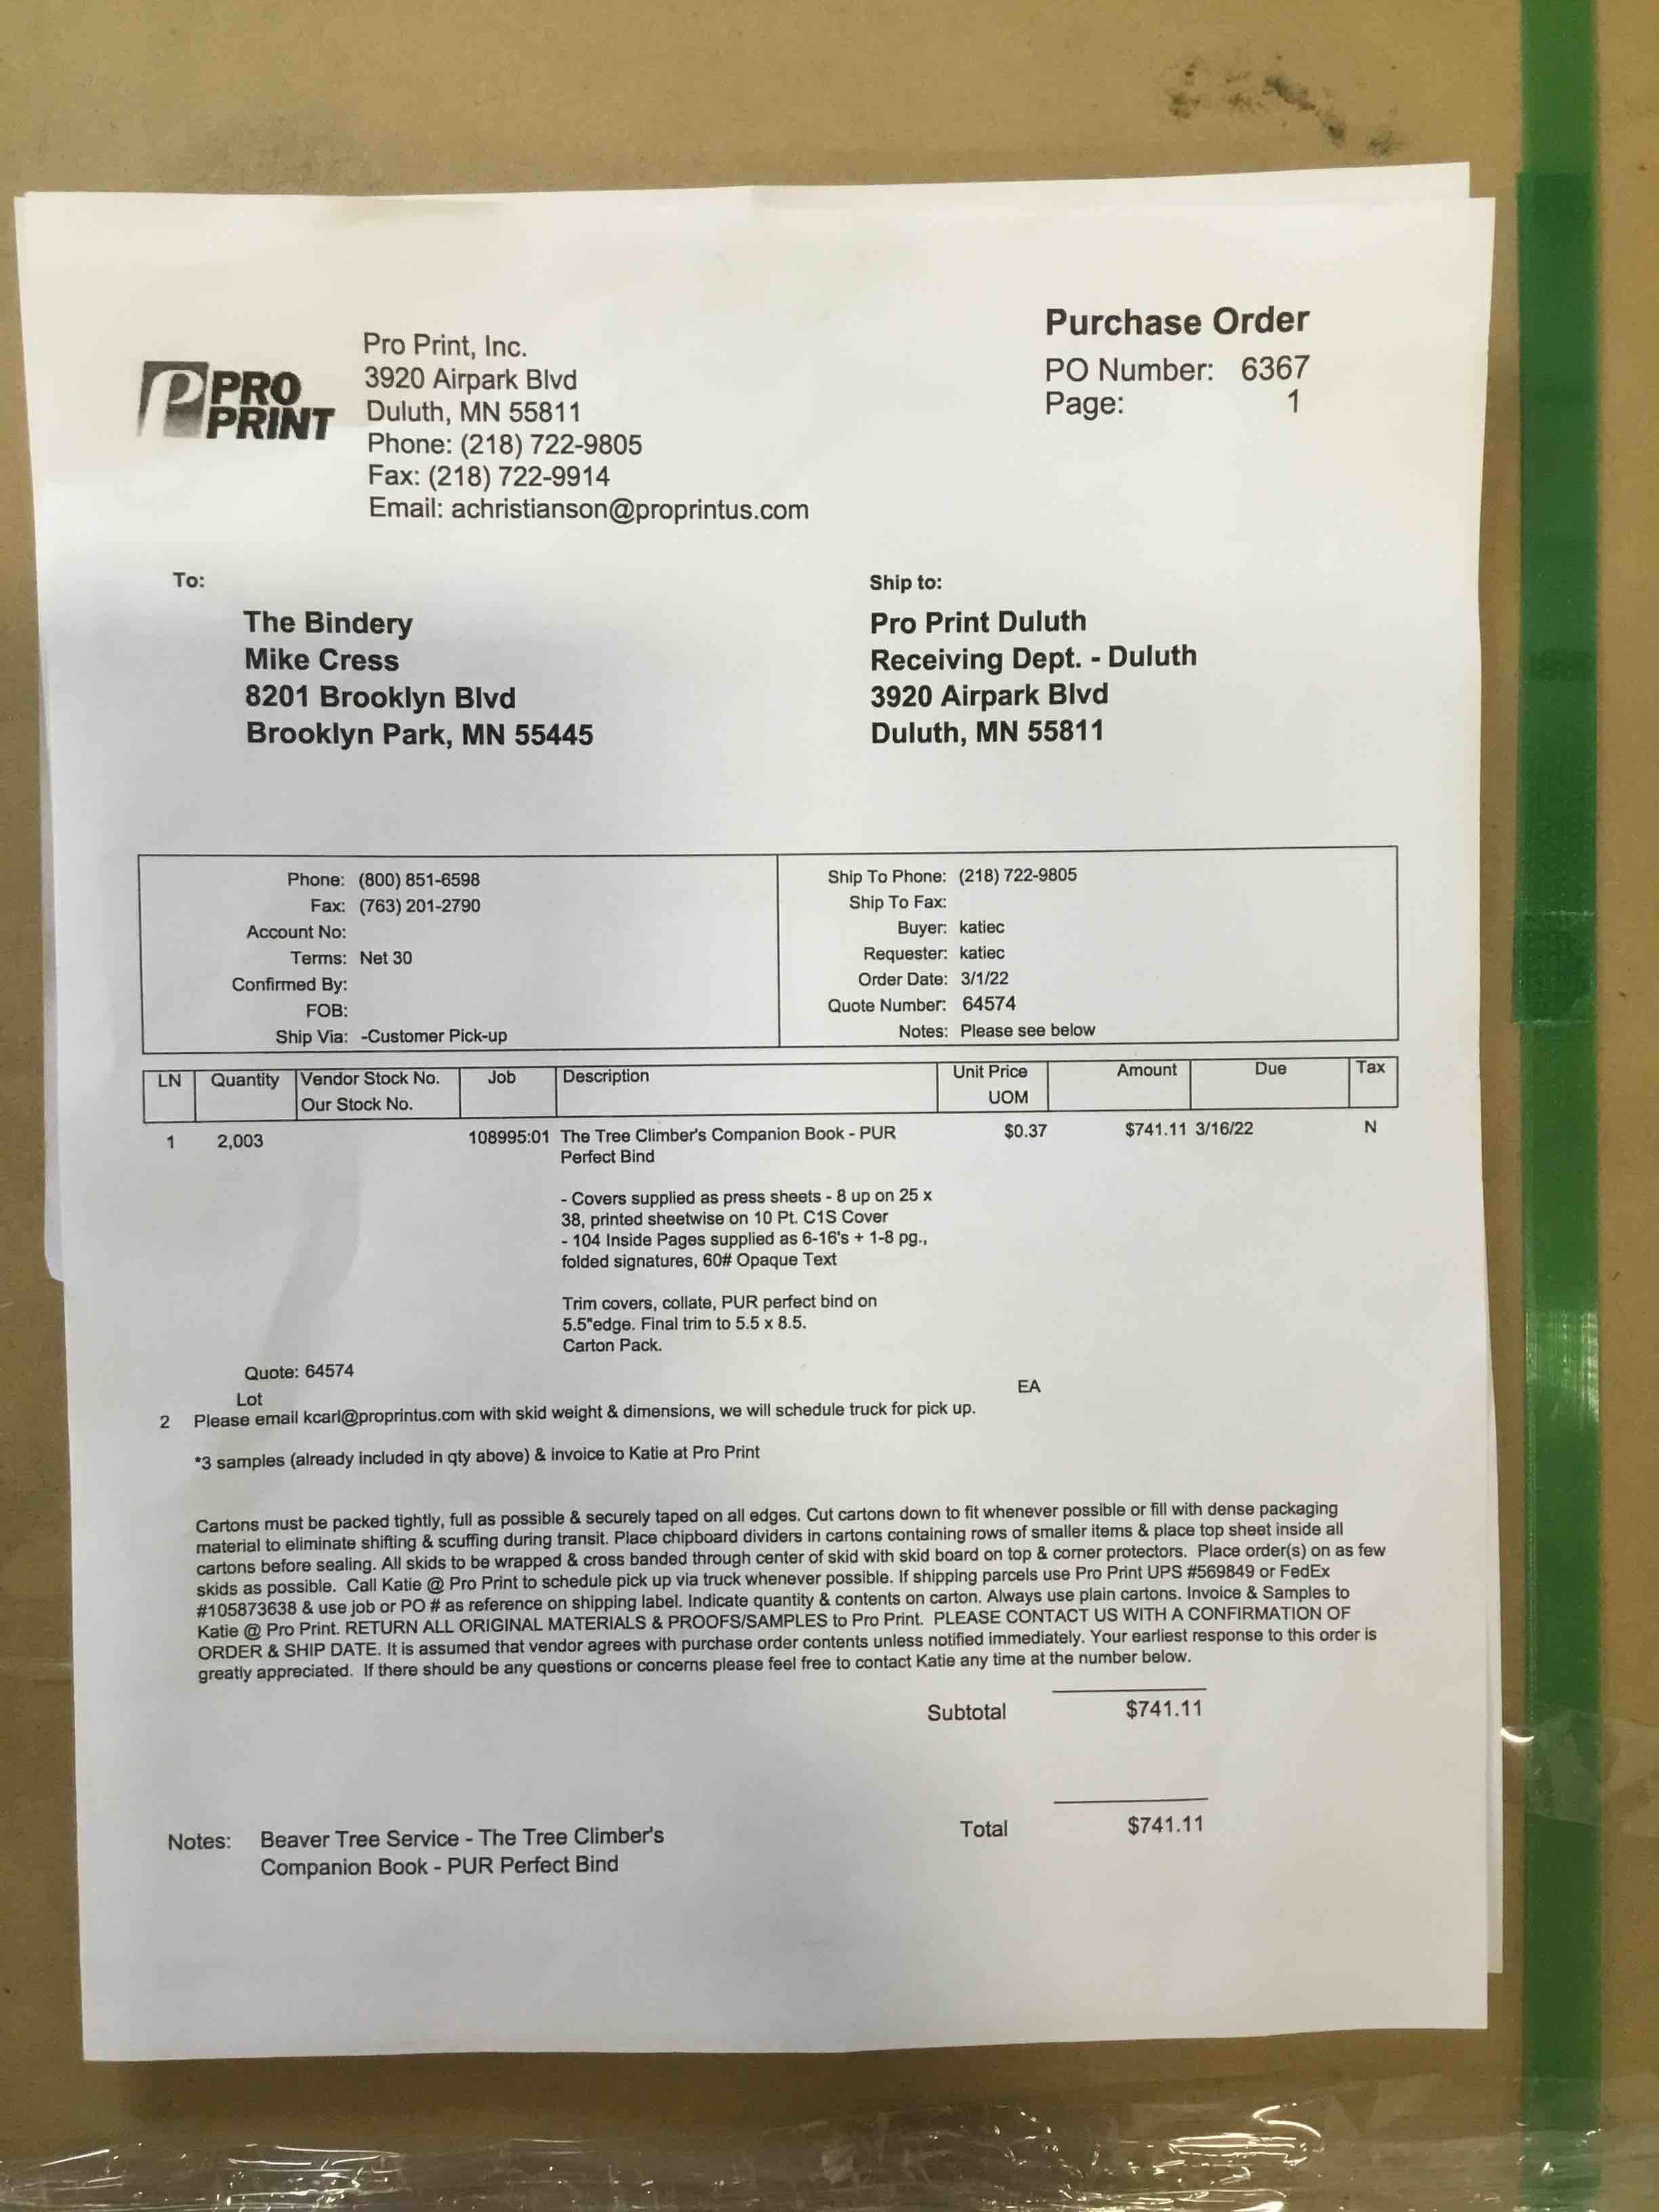 PRO
PRINT
Pro Print, Inc.
3920 Airpark Blvd
Duluth, MN 55811
Phone: (218) 722-9805
Fax: (218) 722-9914
Email: achristianson@proprintus.com
Purchase Order
PO Number: 6367
Page: 1
To:
The Bindery
Mike Cress
8201 Brooklyn Blvd
Brooklyn Park, MN 55445
Ship to:
Pro Print Duluth
Receiving Dept. - Duluth
3920 Airpark Blvd
Duluth, MN 55811
Phone: (800) 851-6598
Fax: (763) 201-2790
Account No:
Terms: Net 30
Confirmed By:
FOB:
Ship Via: -Customer Pick-up
Ship To Phone: (218) 722-9805
Ship To Fax:
Buyer: katiec
Requester: katiec
Order Date: 3/1/22
Quote Number: 64574
Notes: Please see below
LN Quantity Vendor Stock No. Job Description Unit Price Amount Due Tax
Our Stock No. UOM
1 2,003 108995:01 The Tree Climber's Companion Book - PUR $0.37 $741.11 3/16/22 N
Perfect Bind
- Covers supplied as press sheets - 8 up on 25 x
38, printed sheetwise on 10 Pt. C1S Cover
- 104 Inside Pages supplied as 6-16's + 1-8 pg.,
folded signatures, 60# Opaque Text
Trim covers, collate, PUR perfect bind on
5.5"edge. Final trim to 5.5 x 8.5.
Carton Pack.
Quote: 64574
Lot EA
2 Please email kcarl@proprintus.com with skid weight & dimensions, we will schedule truck for pick up.
*3 samples (already included in qty above) & invoice to Katie at Pro Print
Cartons must be packed tightly, full as possible & securely taped on all edges. Cut cartons down to fit whenever possible or fill with dense packaging
material to eliminate shifting & scuffing during transit. Place chipboard dividers in cartons containing rows of smaller items & place top sheet inside all
cartons before sealing. All skids to be wrapped & cross banded through center of skid with skid board on top & corner protectors. Place order(s) on as few
skids as possible. Call Katie @ Pro Print to schedule pick up via truck whenever possible. If shipping parcels use Pro Print UPS #569849 or FedEx
#105873638 & use job or PO # as reference on shipping label. Indicate quantity & contents on carton. Always use plain cartons. Invoice & Samples to
Katie @ Pro Print. RETURN ALL ORIGINAL MATERIALS & PROOFS/SAMPLES to Pro Print. PLEASE CONTACT US WITH A CONFIRMATION OF
ORDER & SHIP DATE. It is assumed that vendor agrees with purchase order contents unless notified immediately. Your earliest response to this order is
greatly appreciated. If there should be any questions or concerns please feel free to contact Katie any time at the number below.
Subtotal $741.11
Total $741.11
Notes: Beaver Tree Service - The Tree Climber's
Companion Book - PUR Perfect Bind